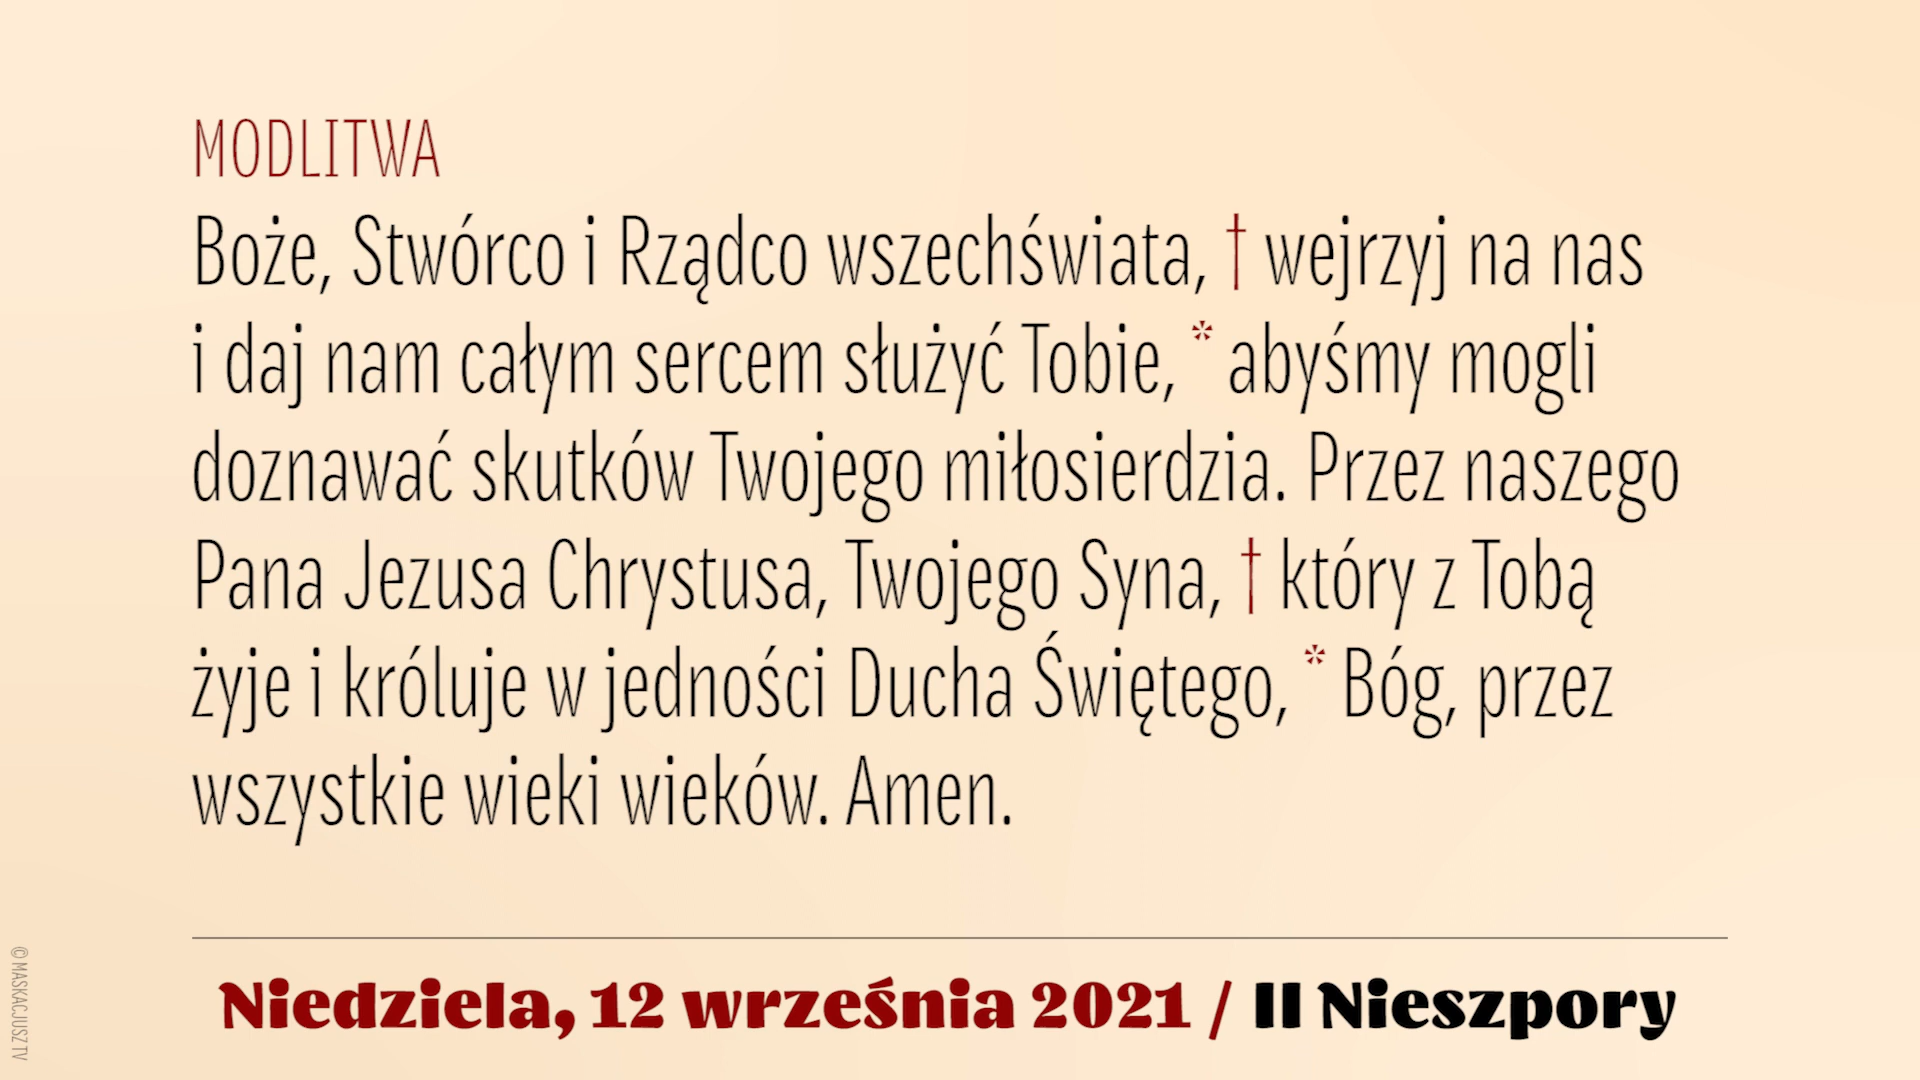 MODLITWA
Boże, Stwórco i Rządco wszechświata, † wejrzyj na nas
i daj nam całym sercem służyć Tobie, * abyśmy mogli
doznawać skutków Twojego miłosierdzia. Przez naszego
Pana Jezusa Chrystusa, Twojego Syna, † który z Tobą
żyje i króluje w jedności Ducha Świętego, * Bóg, przez
wszystkie wieki wieków. Amen.
Niedziela, 12 września 2021 / II Nieszpory
© MASKACJUSZ TV